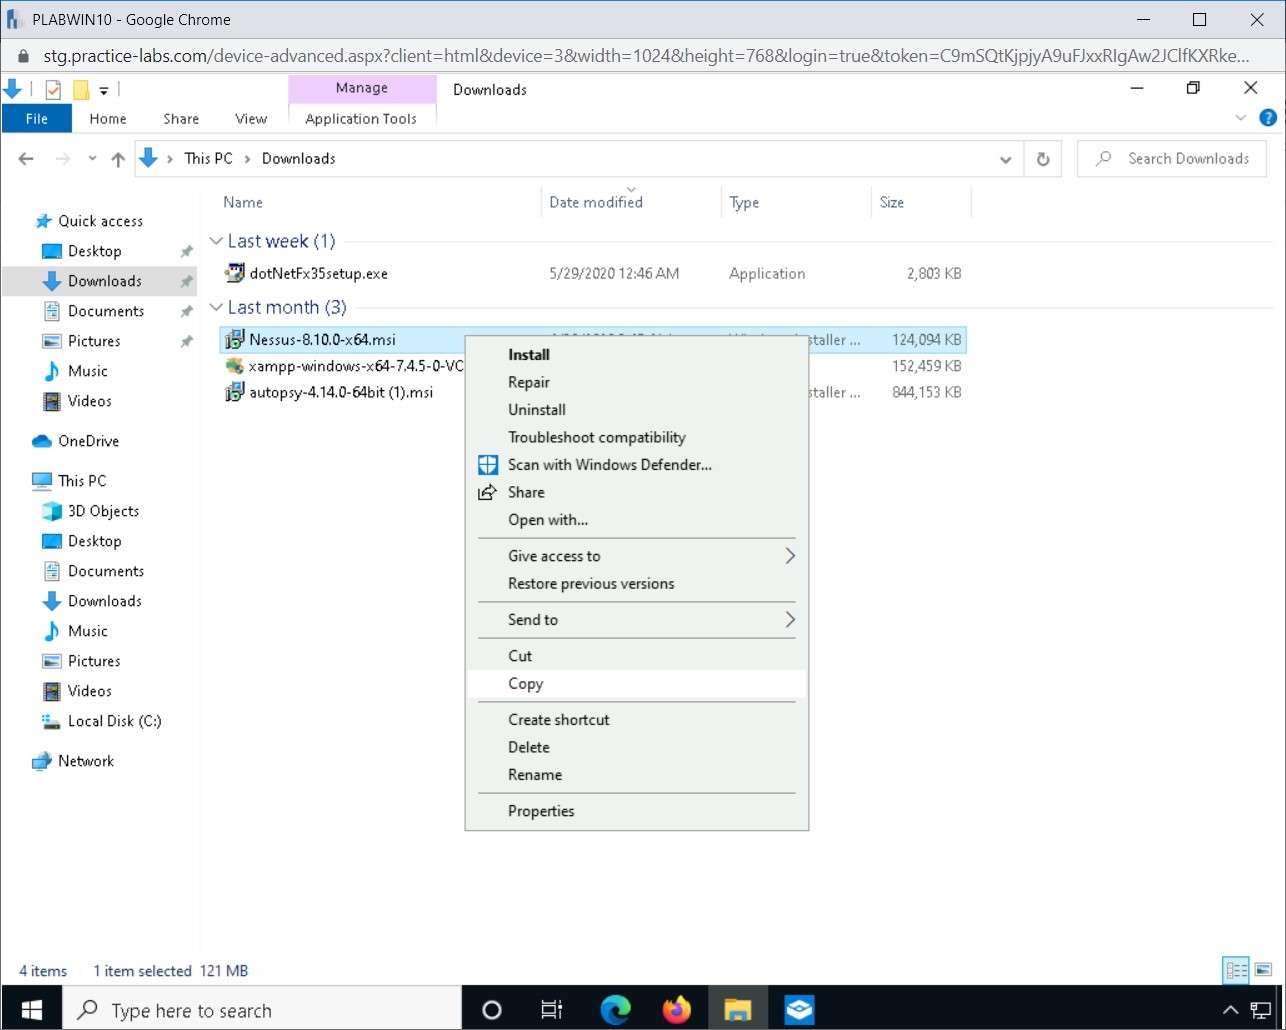 PLABWIN10 - Google Chrome
stg.practice-labs.com/device-advanced.aspx?client=html&device=3&width=1024&height=768&login=true&token=C9mSQtKjpjyA9uFJxxRIgAw2JClfKXRke...
Manage Downloads
File Home Share View Application Tools
This PC Downloads Search Downloads
Name Date modified Type Size
Quick access
Desktop
Downloads
Documents
Pictures
Music
Videos
OneDrive
This PC
3D Objects
Desktop
Documents
Downloads
Music
Pictures
Videos
Local Disk (C:)
Network
Last week (1)
dotNetFx35setup.exe 5/29/2020 12:46 AM Application 2,803 KB
Last month (3)
Nessus-8.10.0-x64.msi 124,094 KB
xampp-windows-x64-7.4.5-0-VC 152,459 KB
autopsy-4.14.0-64bit (1).msi staller ... 844,153 KB
Install
Repair
Uninstall
Troubleshoot compatibility
Scan with Windows Defender...
Share
Open with...
Give access to
Restore previous versions
Send to
Cut
Copy
Create shortcut
Delete
Rename
Properties
4 items 1 item selected 121 MB
Type here to search